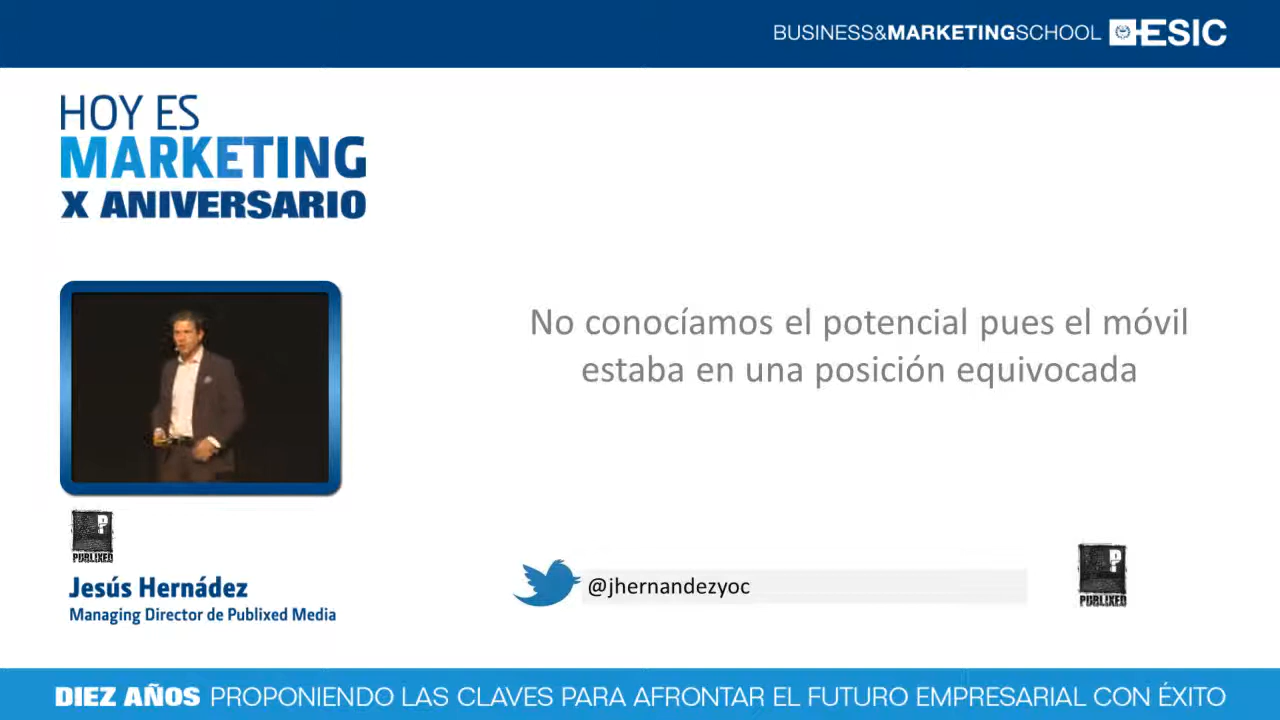 BUSINESS&MARKETINGSCHOOL ESIC
HOY ES
MARKETING
X ANIVERSARIO
No conocíamos el potencial pues el móvil
estaba en una posición equivocada
P
PUBLIXED
Jesús Hernádez
Managing Director de Publixed Media
@jhernandezyoc
P
PUBLIXED
DIEZ AÑOS PROPONIENDO LAS CLAVES PARA AFRONTAR EL FUTURO EMPRESARIAL CON ÉXITO